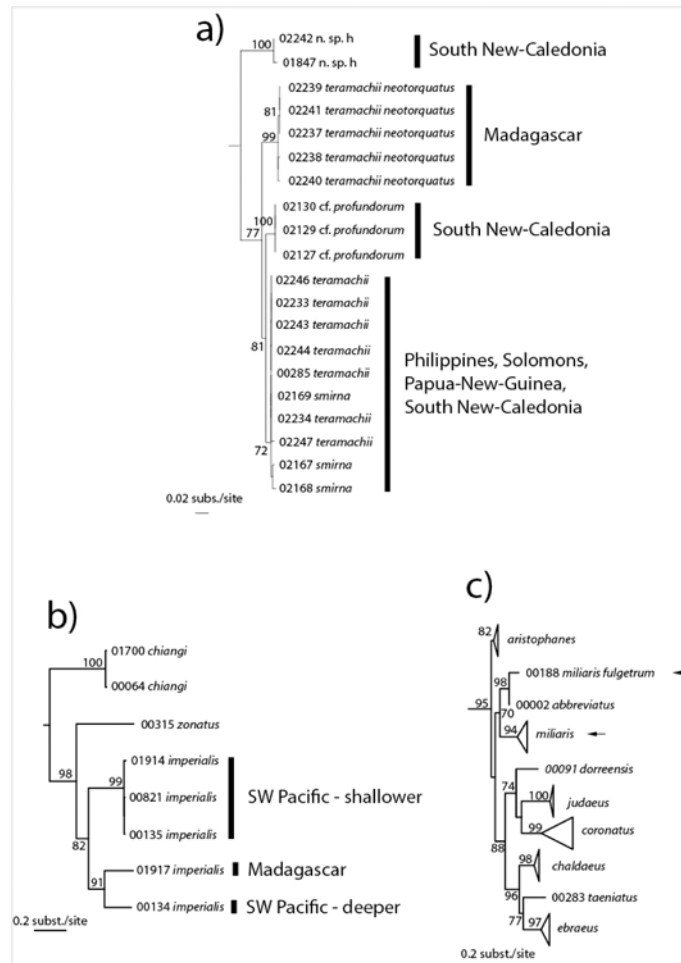 a)
100
02242 n. sp. h
01847 n. sp. h
South New-Caledonia
02239 teramachii neotorquatus
81
02241 teramachii neotorquatus
02237 teramachii neotorquatus
99
02238 teramachii neotorquatus
02240 teramachii neotorquatus
Madagascar
02130 cf. profundorum
100
02129 cf. profundorum
77
02127 cf. profundorum
South New-Caledonia
02246 teramachii
02233 teramachii
02243 teramachii
81
02244 teramachii
00285 teramachii
02169 smirna
02234 teramachii
02247 teramachii
72
02167 smirna
02168 smirna
Philippines, Solomons,
Papua-New-Guinea,
South New-Caledonia
0.02 subs./site
b)
01700 chiangi
100
00064 chiangi
00315 zonatus
98
01914 imperialis
99
00821 imperialis
00135 imperialis
SW Pacific - shallower
82
01917 imperialis
Madagascar
91
00134 imperialis
SW Pacific - deeper
0.2 subst./site
c)
82
aristophanes
00188 miliaris fulgetrum
98
95
00002 abbreviatus
70
94
miliaris
00091 dorreensis
74
100
judaeus
99
coronatus
88
98
chaldaeus
96
00283 taeniatus
77
97
ebraeus
0.2 subst./site